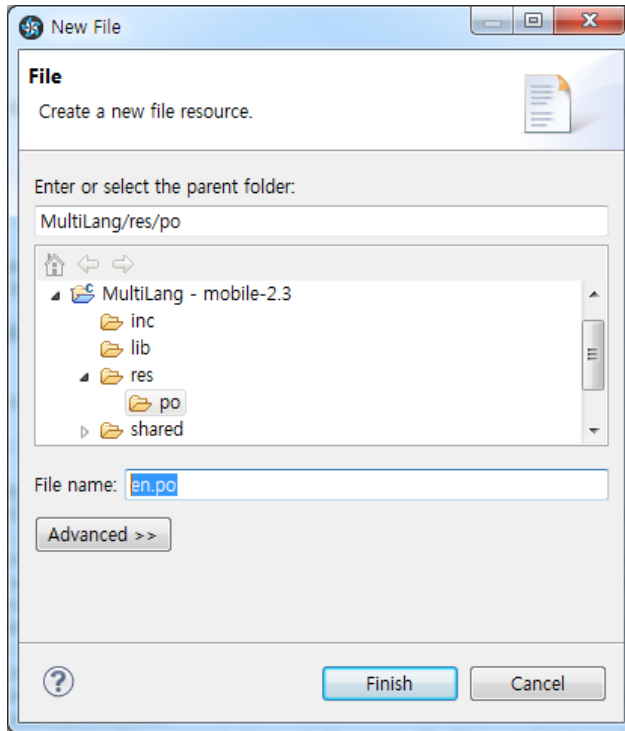 New File
File
Create a new file resource.
Enter or select the parent folder:
MultiLang/res/po
MultiLang - mobile-2.3
inc
lib
res
po
shared
File name: en.po
Advanced >>
Finish Cancel